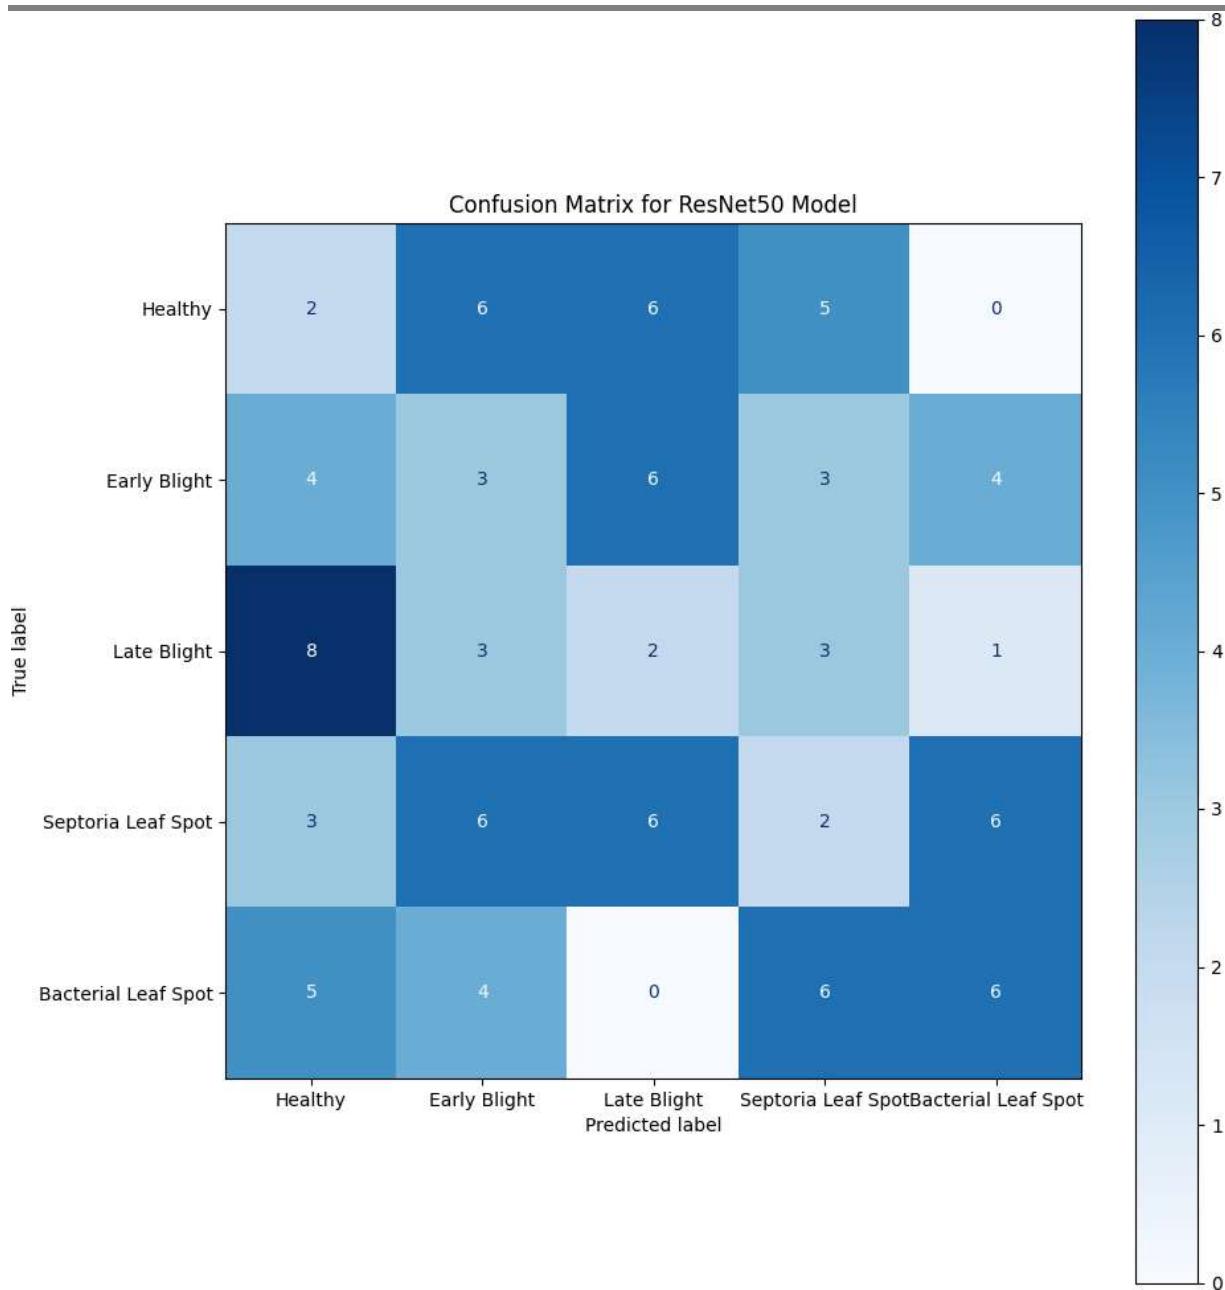 Confusion Matrix for ResNet50 Model
Healthy 2 6 6 5 0
Early Blight 4 3 6 3 4
Late Blight 8 3 2 3 1
Septoria Leaf Spot 3 6 6 2 6
Bacterial Leaf Spot 5 4 0 6 6
Healthy Early Blight Late Blight Septoria Leaf Spot Bacterial Leaf Spot
Predicted label
True label
8
7
6
5
4
3
2
1
0